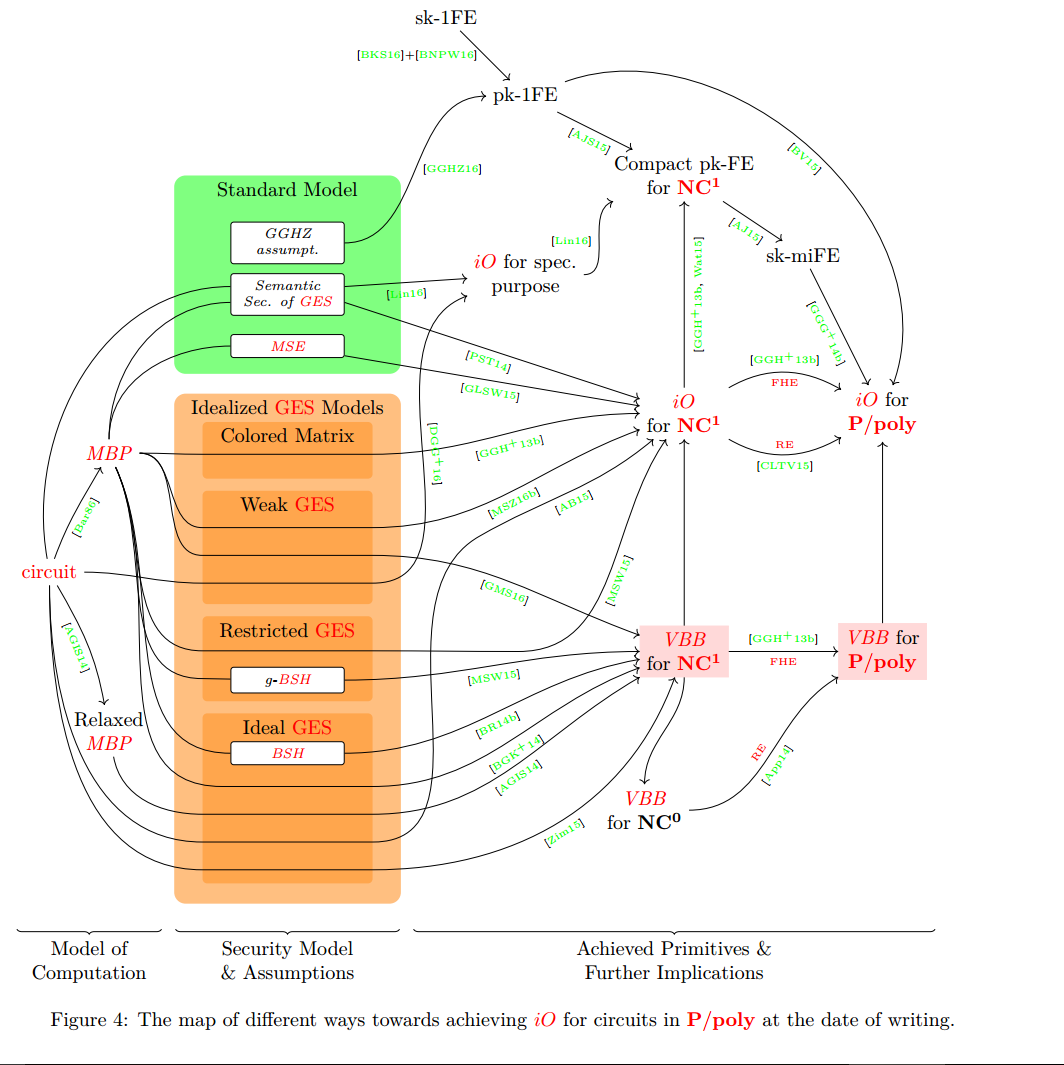 sk-1FE
[BKS16]+[BNPW16]
pk-1FE
[AJS15]
[BV15]
[GGHZ16]
Compact pk-FE
for NC¹
Standard Model
GGHZ
assumpt.
[Lin16]
[AJ15]
sk-miFE
iO for spec.
purpose
Semantic
Sec. of GES
[Lin16]
[GGH+13b, Wat15]
[GGG+14b]
MSE
[PST14]
[GLSW15]
[GGH+13b]
FHE
iO
for NC¹
iO for
P/poly
RE
[CLTV15]
Idealized GES Models
Colored Matrix
MBP
[GGH+13b]
[DGG+16]
Weak GES
[MSZ16b]
[AB15]
[Bar86]
circuit
[GMS16]
[MSW15]
[AGIS14]
Restricted GES
g-BSH
[MSW15]
VBB
for NC¹
[GGH+13b]
FHE
VBB for
P/poly
Relaxed
MBP
Ideal GES
BSH
[BR14b]
[BGK+14]
[AGIS14]
RE
[App14]
VBB
for NC⁰
[Zim15]
Model of
Computation
Security Model
& Assumptions
Achieved Primitives &
Further Implications
Figure 4: The map of different ways towards achieving iO for circuits in P/poly at the date of writing.